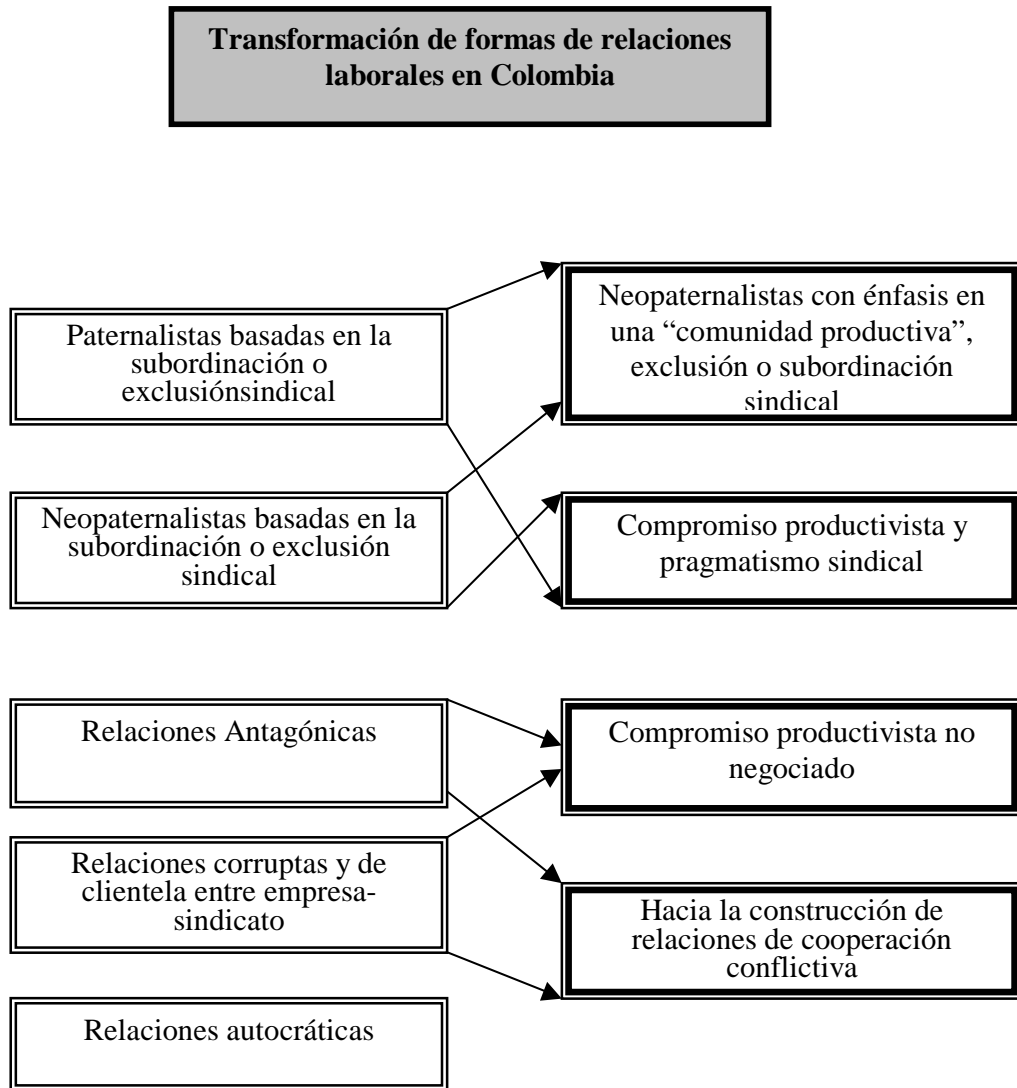 Transformación de formas de relaciones
laborales en Colombia
Paternalistas basadas en la
subordinación o
exclusiónsindical
Neopaternalistas basadas en la
subordinación o exclusión
sindical
Relaciones Antagónicas
Relaciones corruptas y de
clientela entre empresa-
sindicato
Relaciones autocráticas
Neopaternalistas con énfasis en
una “comunidad productiva”,
exclusión o subordinación
sindical
Compromiso productivista y
pragmatismo sindical
Compromiso productivista no
negociado
Hacia la construcción de
relaciones de cooperación
conflictiva